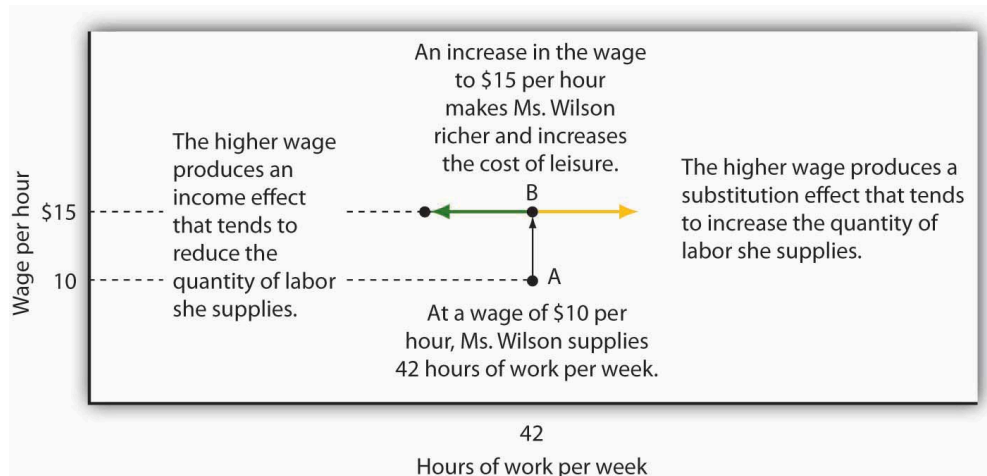 An increase in the wage
to $15 per hour
makes Ms. Wilson
richer and increases
the cost of leisure.
The higher wage
produces an
income effect
that tends to
reduce the
quantity of labor
she supplies.
The higher wage produces a
substitution effect that tends
to increase the quantity of
labor she supplies.
Wage per hour
$15
10
B
A
At a wage of $10 per
hour, Ms. Wilson supplies
42 hours of work per week.
42
Hours of work per week